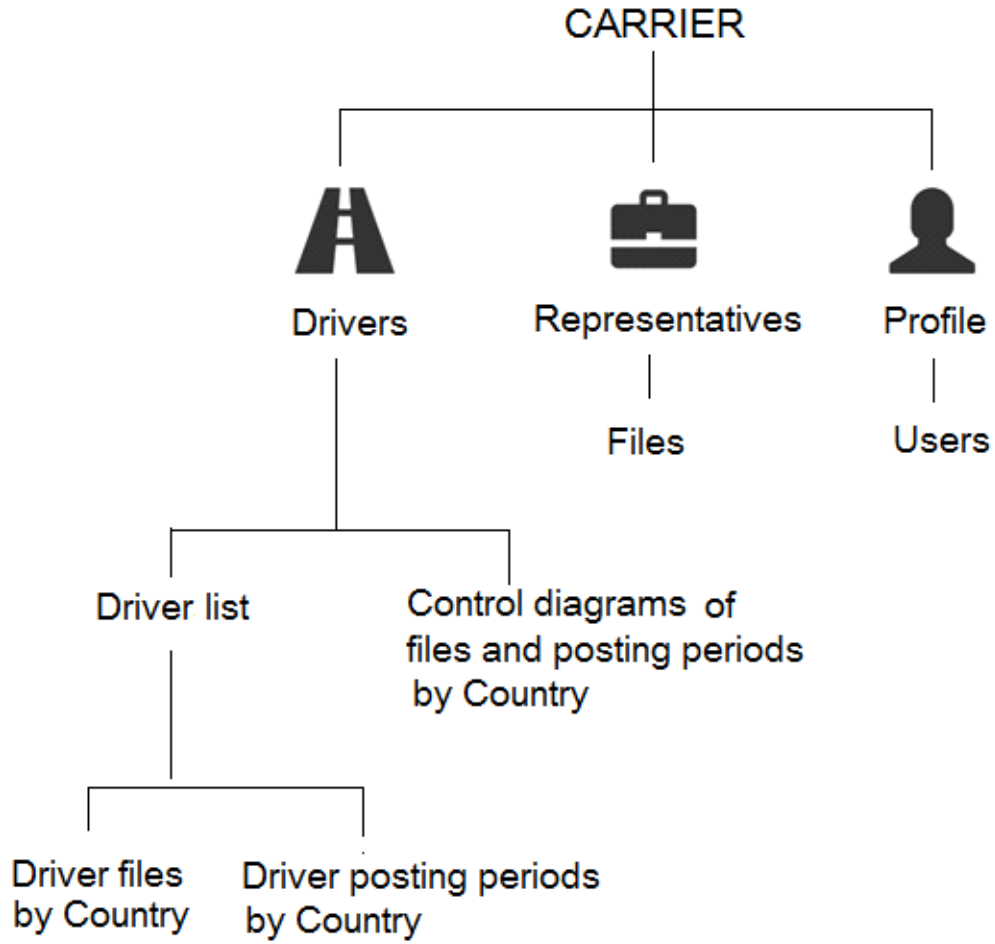 CARRIER
Drivers
Representatives
Profile
Files
Users
Driver list
Control diagrams of
files and posting periods
by Country
Driver files
by Country
Driver posting periods
by Country